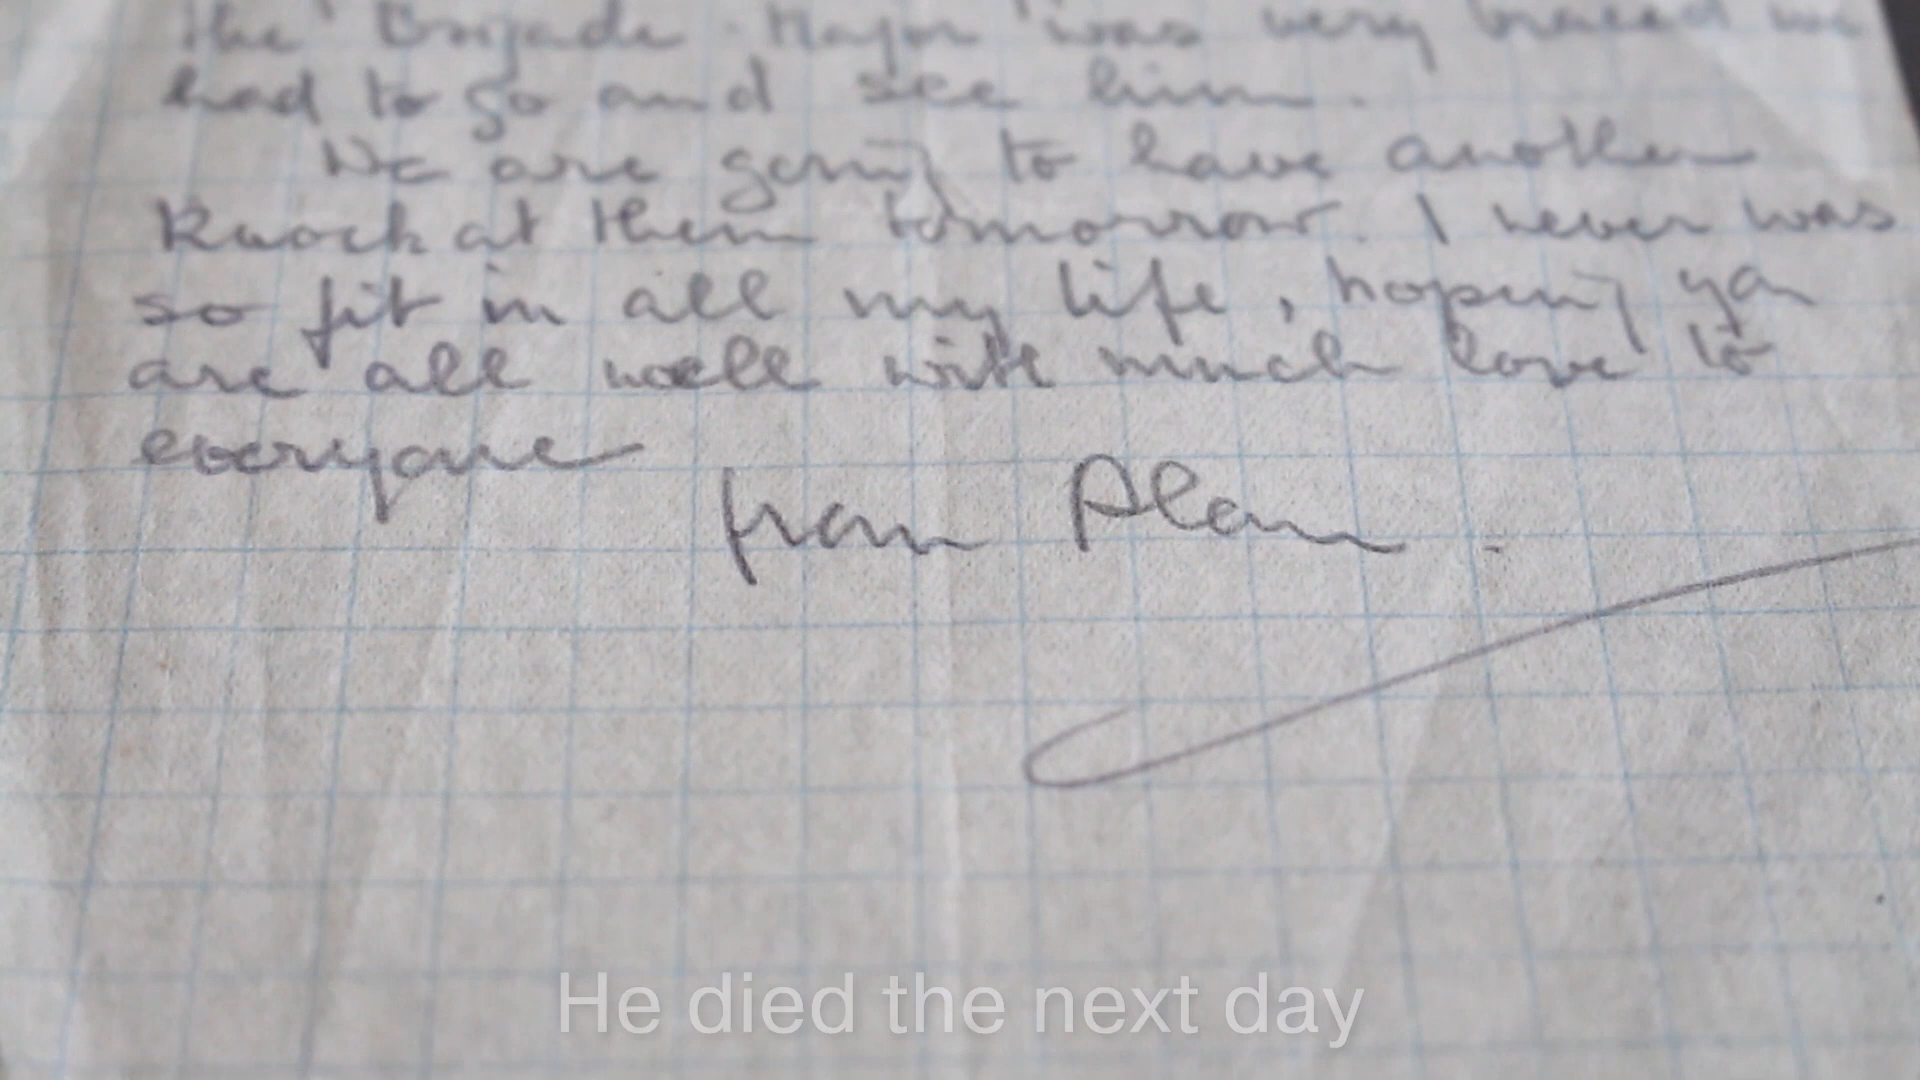 the Brigade-Major was very braced we
had to go and see him.
We are going to have another
knock at them tomorrow. I never was
so fit in all my life, hoping you
are all well with much love to
everyone
from Alan.
He died the next day